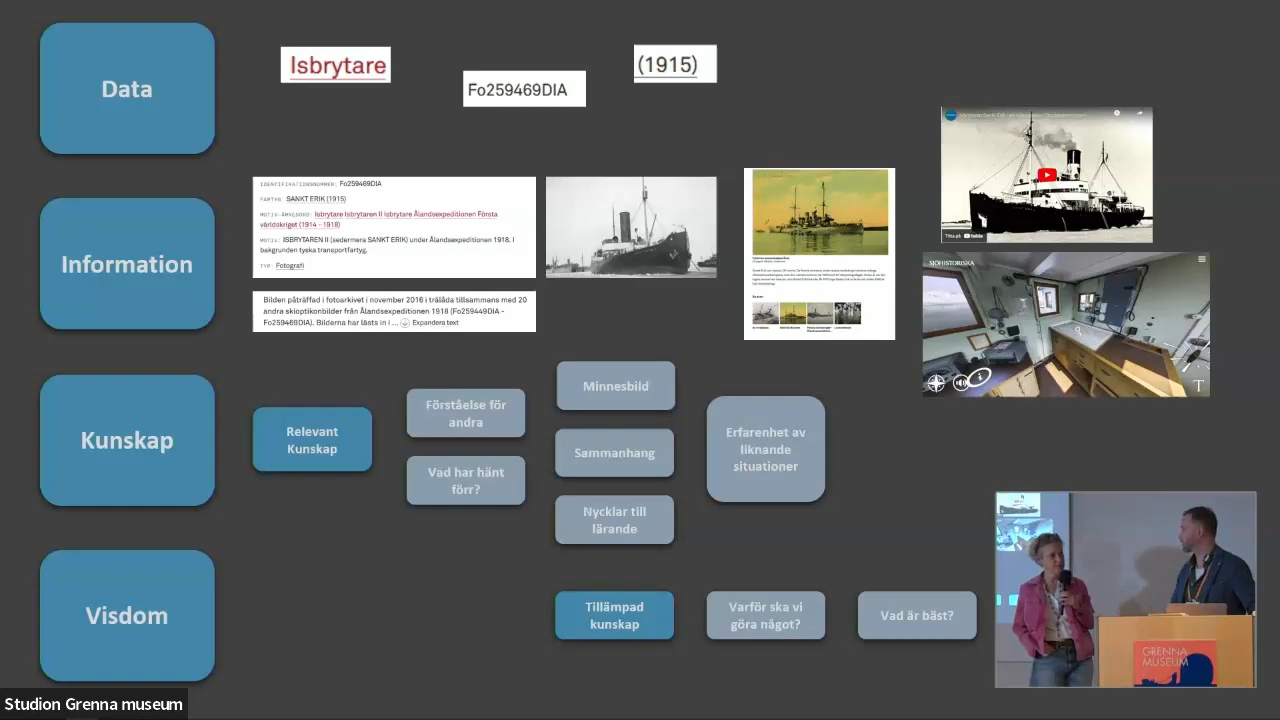 Data
Isbrytare
Fo259469DIA
(1915)
Information
IDENTIFIKATIONSNUMMER: Fo259469DIA
FARTYG: SANKT ERIK (1915)
MOTIV-ÄMNESORD: Isbrytare Isbrytaren II Isbrytare Ålandsexpeditionen Första
världskriget (1914 - 1918)
MOTIV: ISBRYTAREN II (sedermera SANKT ERIK) under Ålandsexpeditionen 1918. I
bakgrunden tyska transportfartyg.
TYP: Fotografi
Bilden påträffad i fotoarkivet i november 2016 i trälåda tillsammans med 20
andra skioptikonbilder från Ålandsexpeditionen 1918 (Fo259449DIA -
Fo259469DIA). Bilderna har lästs in i ... Expandera text
Titta på YouTube
SJÖHISTORISKA
T
Kunskap
Relevant
Kunskap
Förståelse för
andra
Vad har hänt
förr?
Minnesbild
Sammanhang
Nycklar till
lärande
Erfarenhet av
liknande
situationer
Visdom
Tillämpad
kunskap
Varför ska vi
göra något?
Vad är bäst?
GRENNA
MUSEUM
Studion Grenna museum